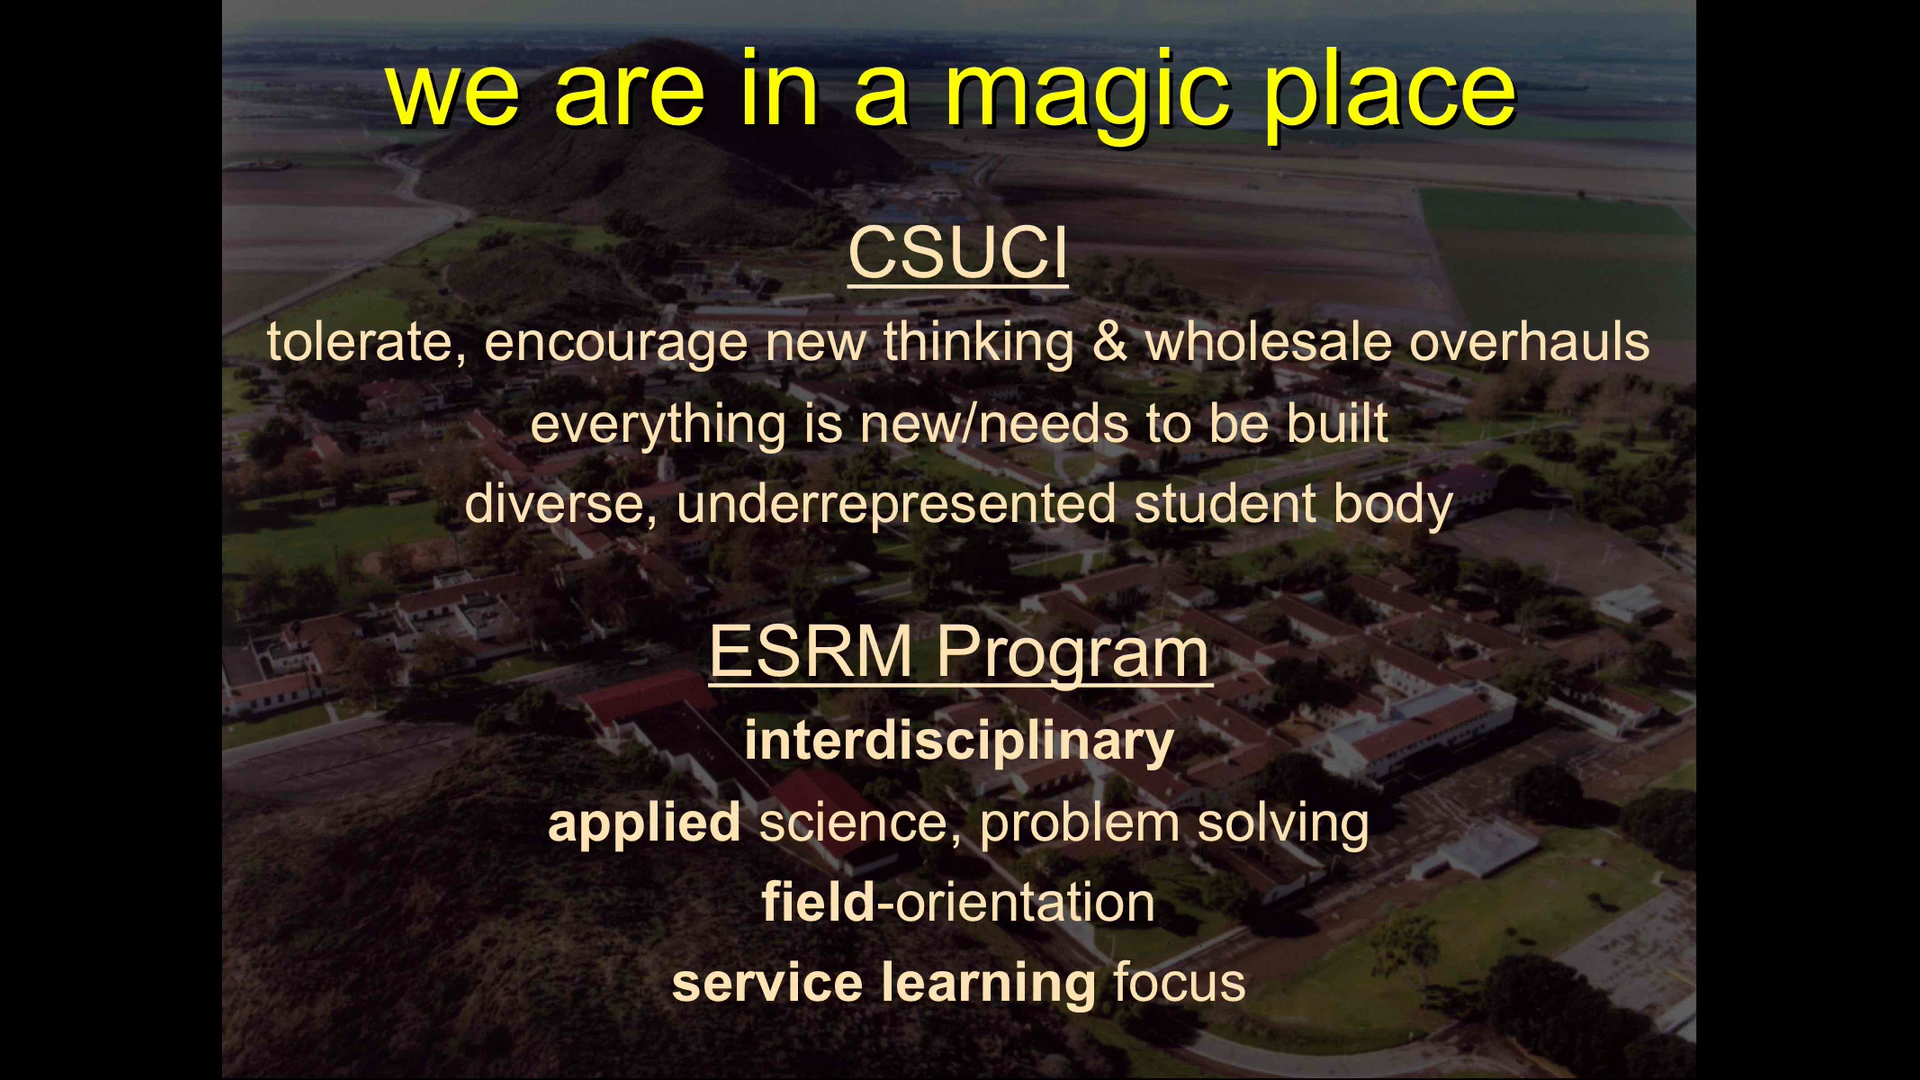 we are in a magic place
CSUCI
tolerate, encourage new thinking & wholesale overhauls
everything is new/needs to be built
diverse, underrepresented student body
ESRM Program
interdisciplinary
applied science, problem solving
field-orientation
service learning focus